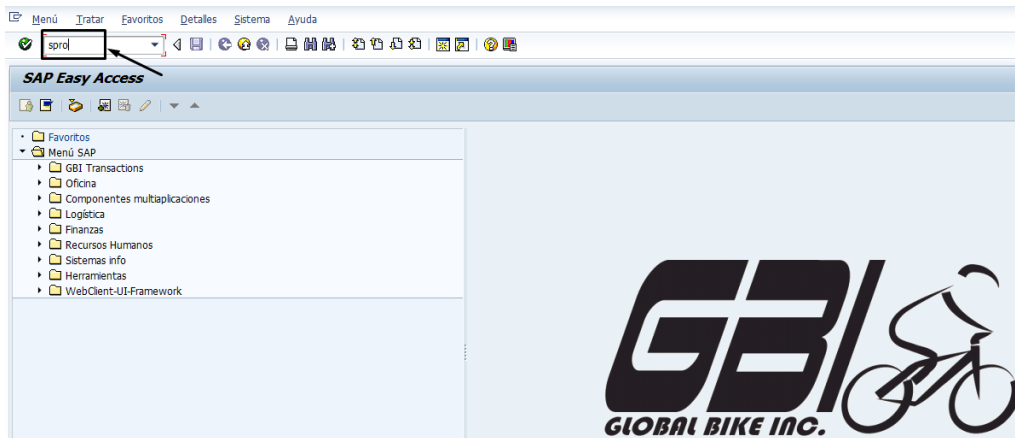 Menú Tratar Favoritos Detalles Sistema Ayuda
spro
SAP Easy Access
Favoritos
Menú SAP
GBI Transactions
Oficina
Componentes multiaplicaciones
Logística
Finanzas
Recursos Humanos
Sistemas info
Herramientas
WebClient-UI-Framework
GBI
GLOBAL BIKE INC.